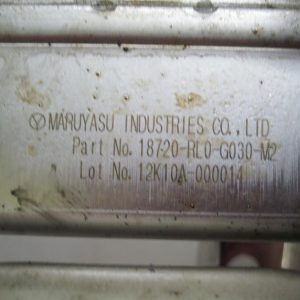 MARUYASU INDUSTRIES CO.,LTD
Part No.18720-RL0-G030-M2
Lot No.12K10A-000014